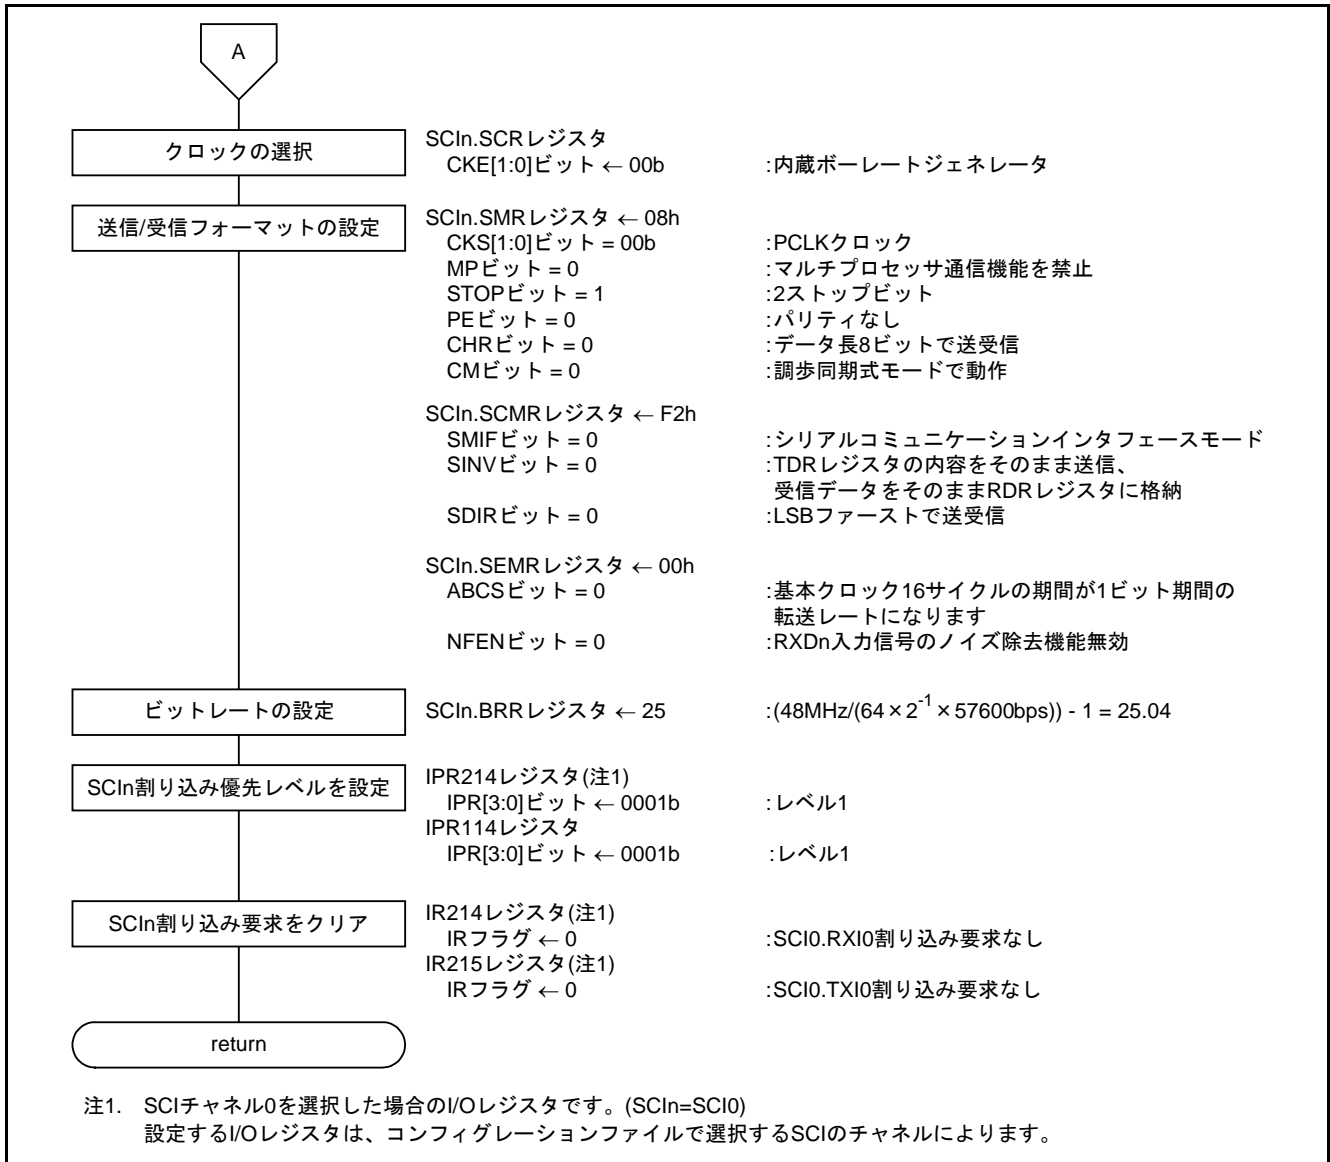 A
クロックの選択
SCIn.SCRレジスタ
CKE[1:0]ビット ← 00b :内蔵ボーレートジェネレータ
送信/受信フォーマットの設定
SCIn.SMRレジスタ ← 08h
CKS[1:0]ビット = 00b :PCLKクロック
MPビット = 0 :マルチプロセッサ通信機能を禁止
STOPビット = 1 :2ストップビット
PEビット = 0 :パリティなし
CHRビット = 0 :データ長8ビットで送受信
CMビット = 0 :調歩同期式モードで動作
SCIn.SCMRレジスタ ← F2h
SMIFビット = 0 :シリアルコミュニケーションインタフェースモード
SINVビット = 0 :TDRレジスタの内容をそのまま送信、
受信データをそのままRDRレジスタに格納
SDIRビット = 0 :LSBファーストで送受信
SCIn.SEMRレジスタ ← 00h
ABCSビット = 0 :基本クロック16サイクルの期間が1ビット期間の
転送レートになります
NFENビット = 0 :RXDn入力信号のノイズ除去機能無効
ビットレートの設定
SCIn.BRRレジスタ ← 25 :(48MHz/(64×2-1×57600bps)) - 1 = 25.04
SCIn割り込み優先レベルを設定
IPR214レジスタ(注1)
IPR[3:0]ビット ← 0001b :レベル1
IPR114レジスタ
IPR[3:0]ビット ← 0001b :レベル1
SCIn割り込み要求をクリア
IR214レジスタ(注1)
IRフラグ ← 0 :SCI0.RXI0割り込み要求なし
IR215レジスタ(注1)
IRフラグ ← 0 :SCI0.TXI0割り込み要求なし
return
注1. SCIチャネル0を選択した場合のI/Oレジスタです。(SCIn=SCI0)
設定するI/Oレジスタは、コンフィグレーションファイルで選択するSCIのチャネルによります。